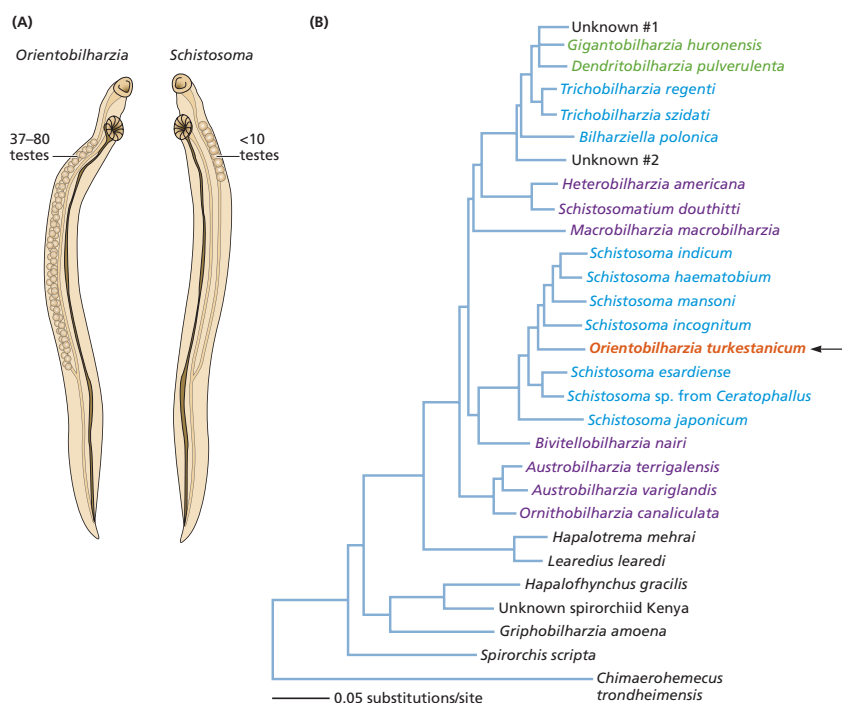 (A)
Orientobilharzia
Schistosoma
37–80
testes
<10
testes
(B)
Unknown #1
Gigantobilharzia huronensis
Dendritobilharzia pulverulenta
Trichobilharzia regenti
Trichobilharzia szidati
Bilharziella polonica
Unknown #2
Heterobilharzia americana
Schistosomatium douthitti
Macrobilharzia macrobilharzia
Schistosoma indicum
Schistosoma haematobium
Schistosoma mansoni
Schistosoma incognitum
Orientobilharzia turkestanicum
Schistosoma esardiense
Schistosoma sp. from Ceratophallus
Schistosoma japonicum
Bivitellobilharzia nairi
Austrobilharzia terrigalensis
Austrobilharzia variglandis
Ornithobilharzia canaliculata
Hapalotrema mehrai
Learedius learedi
Hapalofhynchus gracilis
Unknown spirorchiid Kenya
Griphobilharzia amoena
Spirorchis scripta
Chimaerohemecus
trondheimensis
0.05 substitutions/site